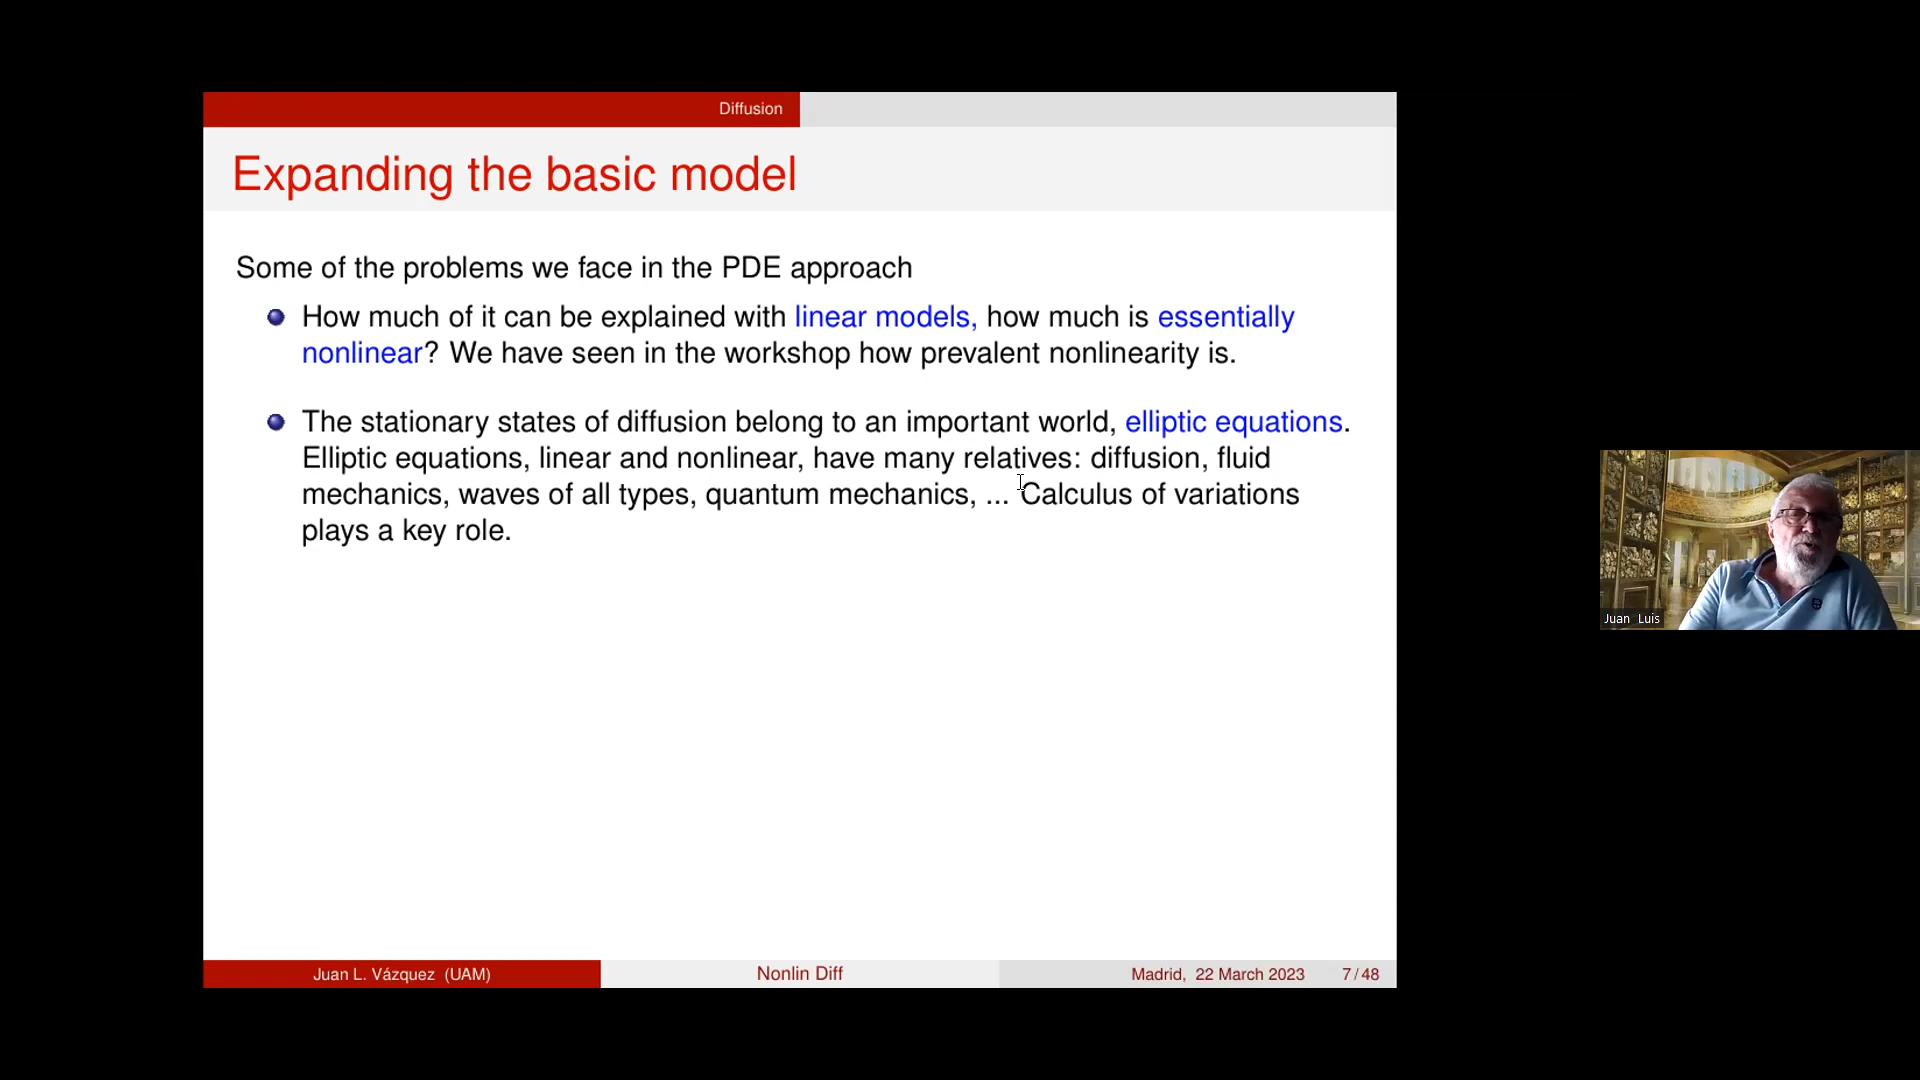 Diffusion
Expanding the basic model
Some of the problems we face in the PDE approach
How much of it can be explained with linear models, how much is essentially
nonlinear? We have seen in the workshop how prevalent nonlinearity is.
The stationary states of diffusion belong to an important world, elliptic equations.
Elliptic equations, linear and nonlinear, have many relatives: diffusion, fluid
mechanics, waves of all types, quantum mechanics, ... Calculus of variations
plays a key role.
Juan Luis
Juan L. Vázquez (UAM)
Nonlin Diff
Madrid, 22 March 2023
7 / 48